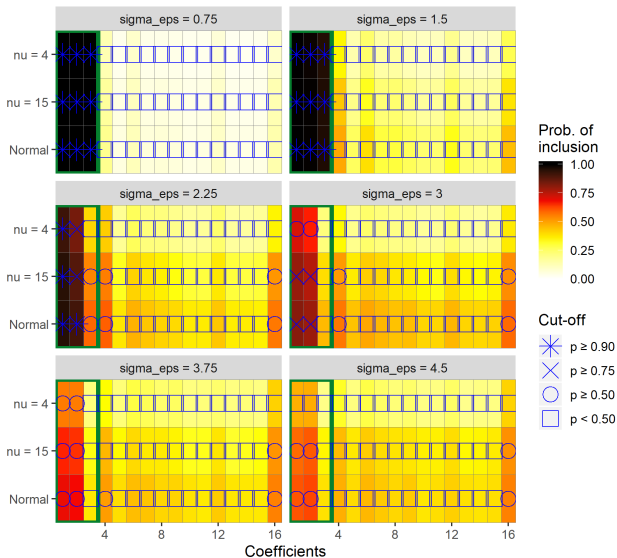 sigma_eps = 0.75
sigma_eps = 1.5
nu = 4
nu = 15
Normal
sigma_eps = 2.25
sigma_eps = 3
nu = 4
nu = 15
Normal
sigma_eps = 3.75
sigma_eps = 4.5
nu = 4
nu = 15
Normal
4
8
12
16
4
8
12
16
Coefficients
Prob. of
inclusion
1.00
0.75
0.50
0.25
0.00
Cut-off
p ≥ 0.90
p ≥ 0.75
p ≥ 0.50
p < 0.50